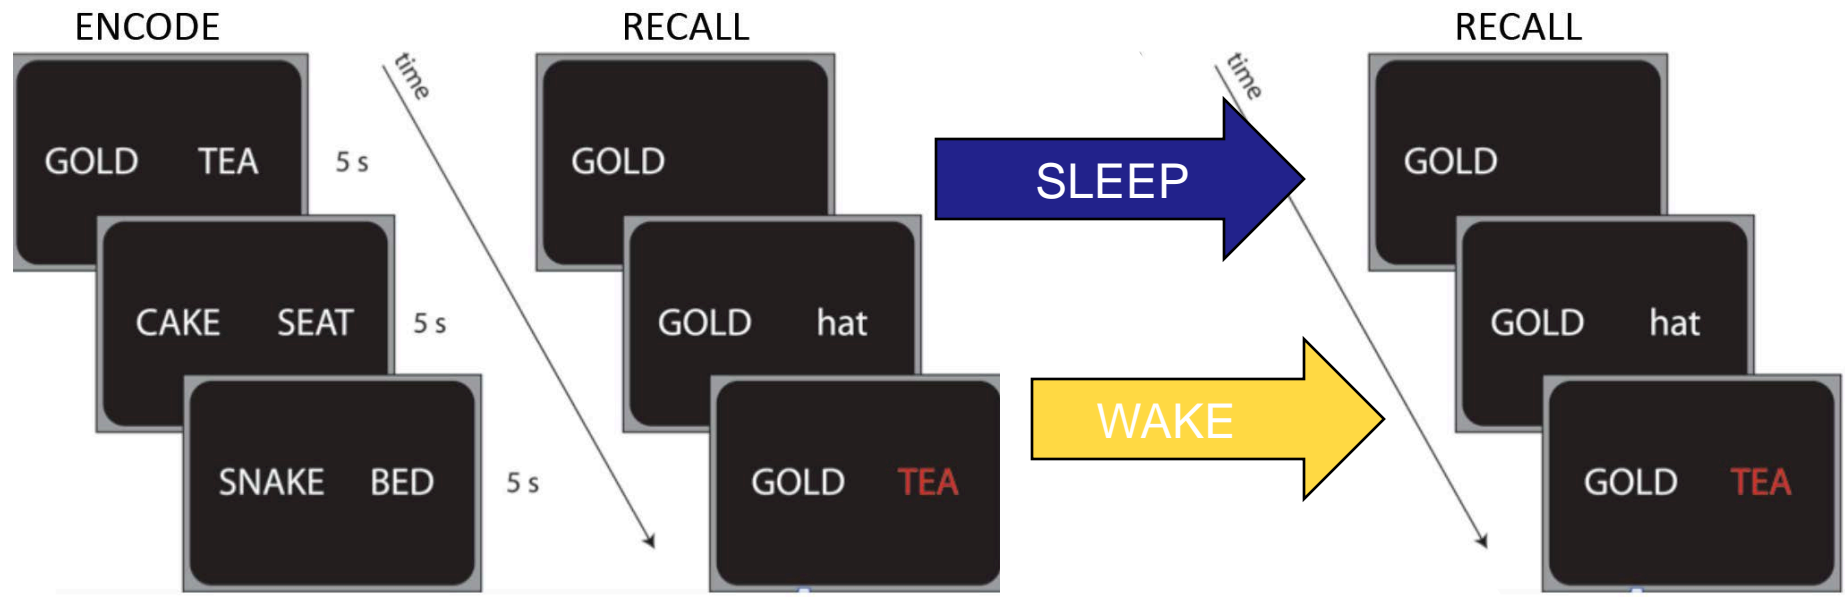 ENCODE
GOLD TEA
5 s
CAKE SEAT
5 s
SNAKE BED
5 s
time
RECALL
GOLD
GOLD hat
GOLD TEA
SLEEP
WAKE
time
RECALL
GOLD
GOLD hat
GOLD TEA